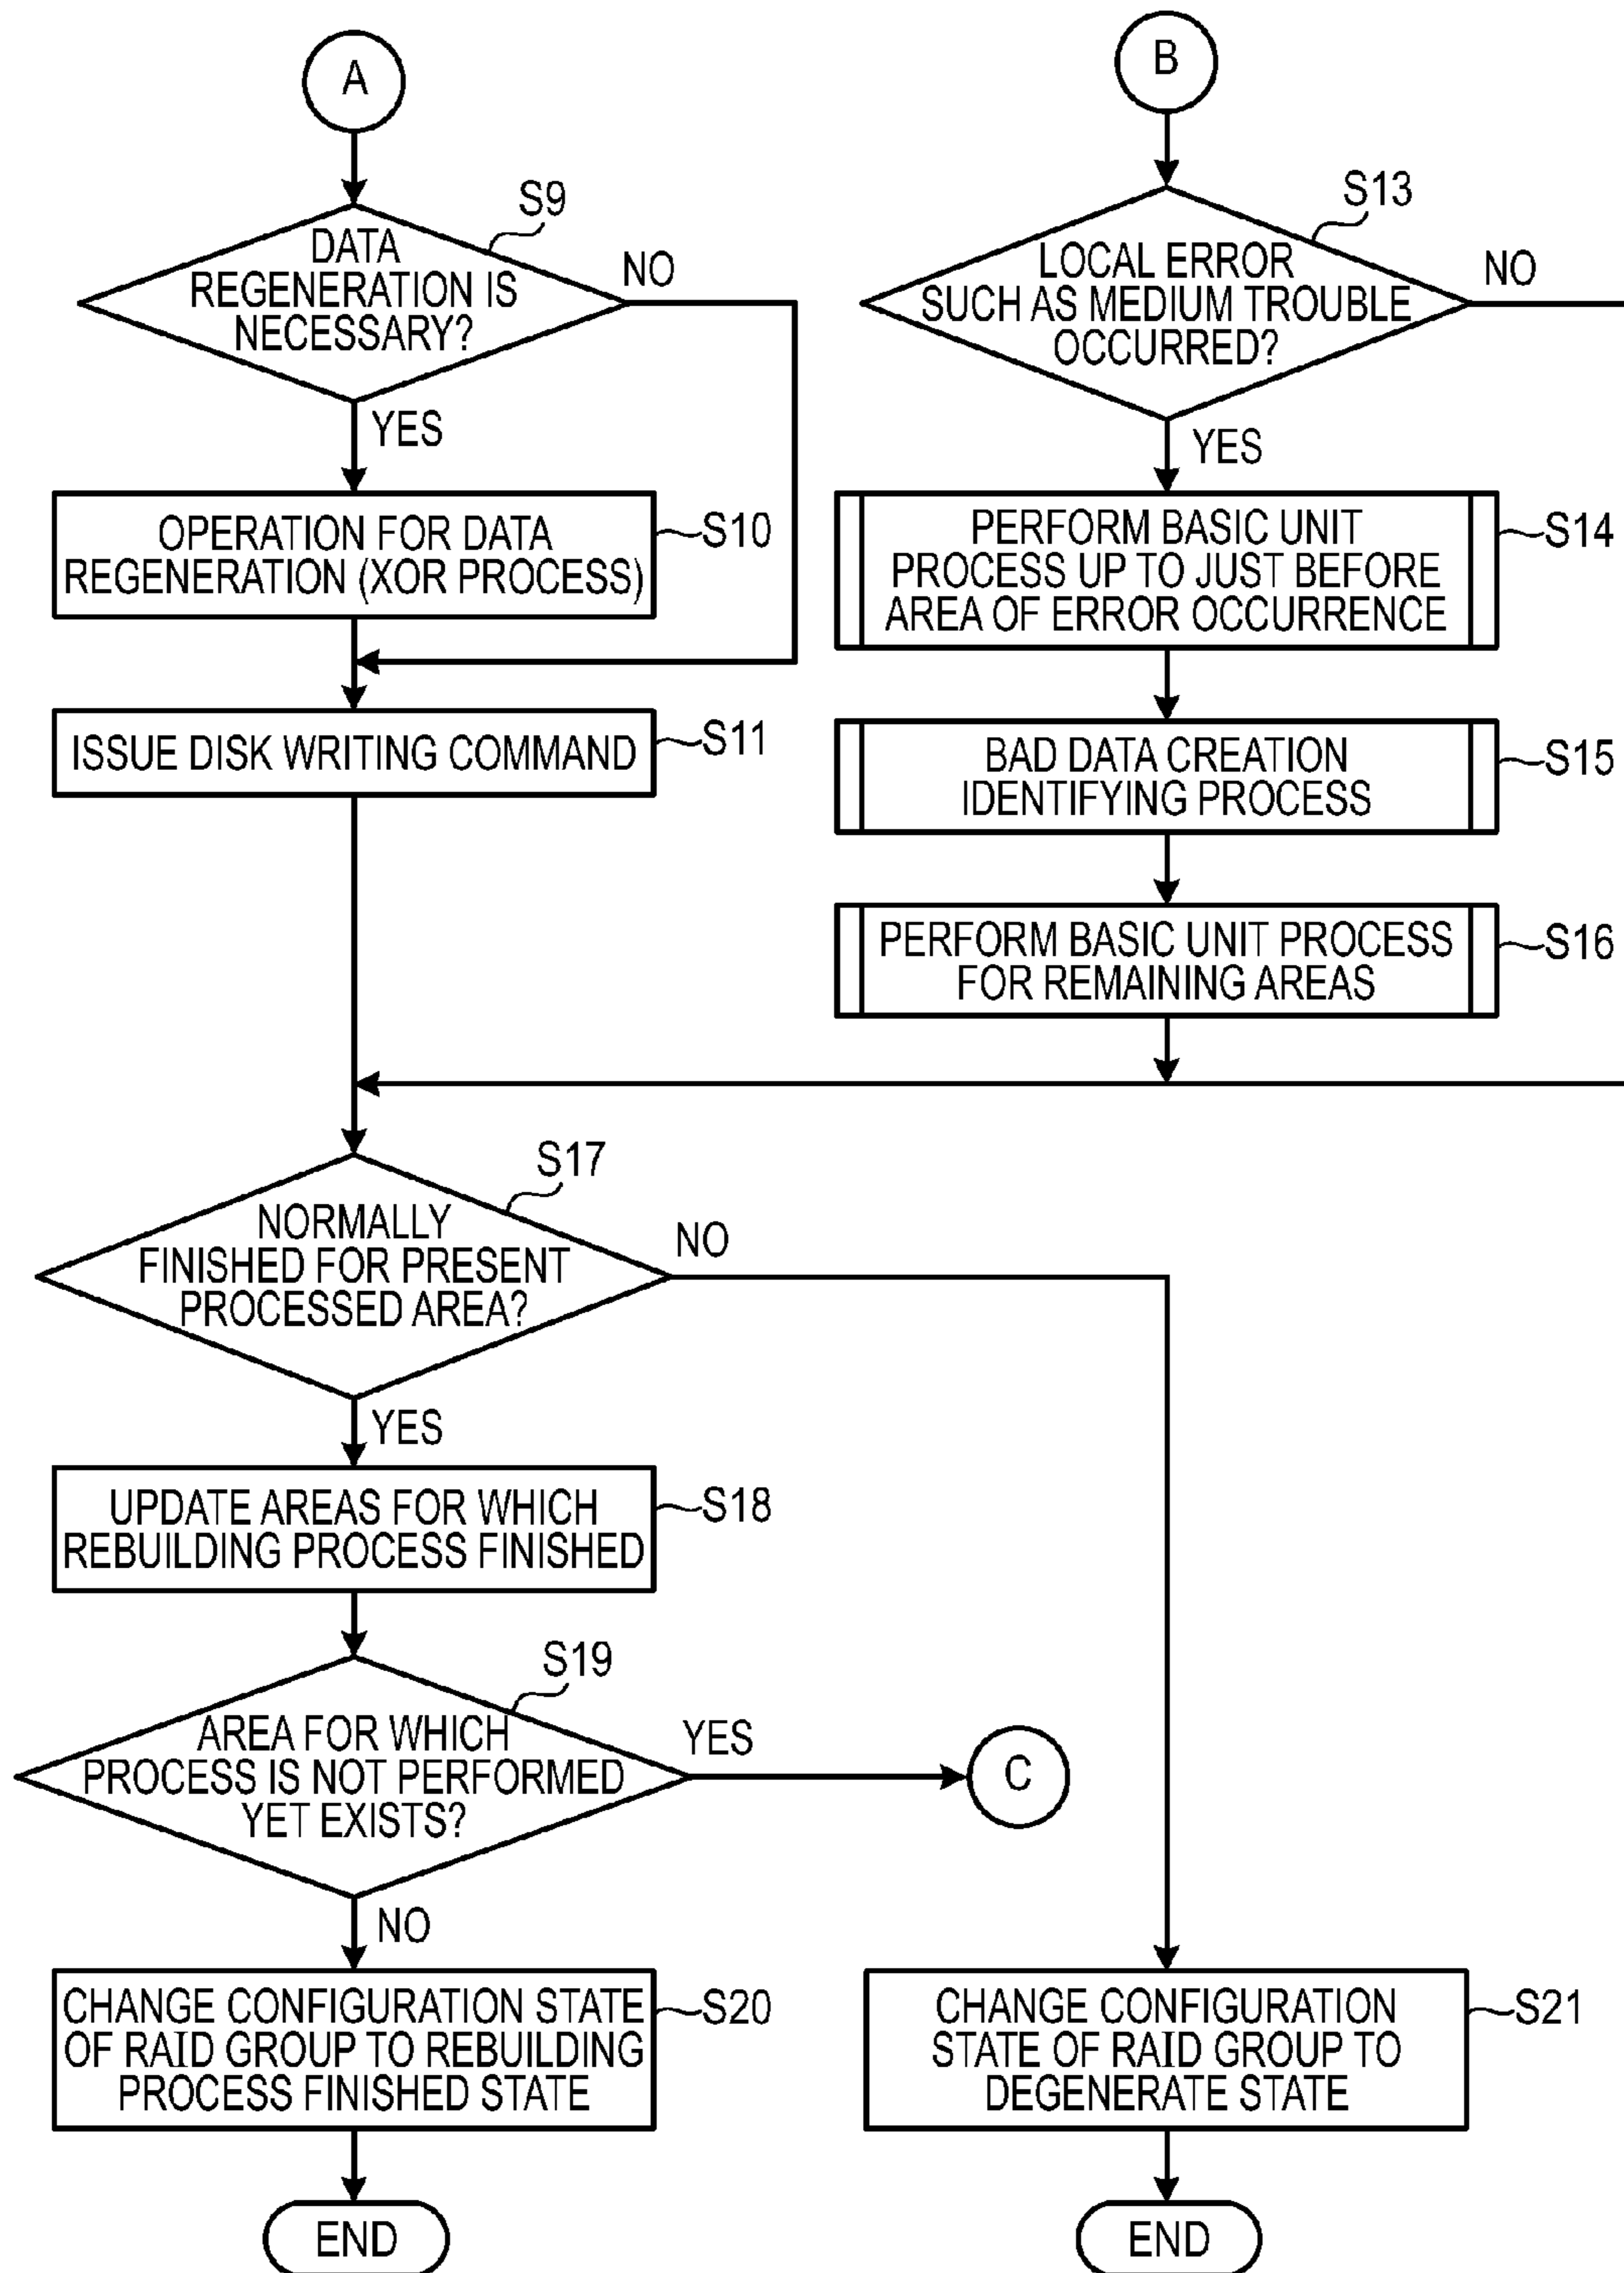 A
S9
DATA
REGENERATION IS
NECESSARY?
NO
YES
OPERATION FOR DATA
REGENERATION (XOR PROCESS)
S10
ISSUE DISK WRITING COMMAND
S11
B
S13
LOCAL ERROR
SUCH AS MEDIUM TROUBLE
OCCURRED?
NO
YES
PERFORM BASIC UNIT
PROCESS UP TO JUST BEFORE
AREA OF ERROR OCCURRENCE
S14
BAD DATA CREATION
IDENTIFYING PROCESS
S15
PERFORM BASIC UNIT PROCESS
FOR REMAINING AREAS
S16
S17
NORMALLY
FINISHED FOR PRESENT
PROCESSED AREA?
NO
YES
UPDATE AREAS FOR WHICH
REBUILDING PROCESS FINISHED
S18
S19
AREA FOR WHICH
PROCESS IS NOT PERFORMED
YET EXISTS?
YES
C
NO
CHANGE CONFIGURATION STATE
OF RAID GROUP TO REBUILDING
PROCESS FINISHED STATE
S20
END
CHANGE CONFIGURATION
STATE OF RAID GROUP TO
DEGENERATE STATE
S21
END